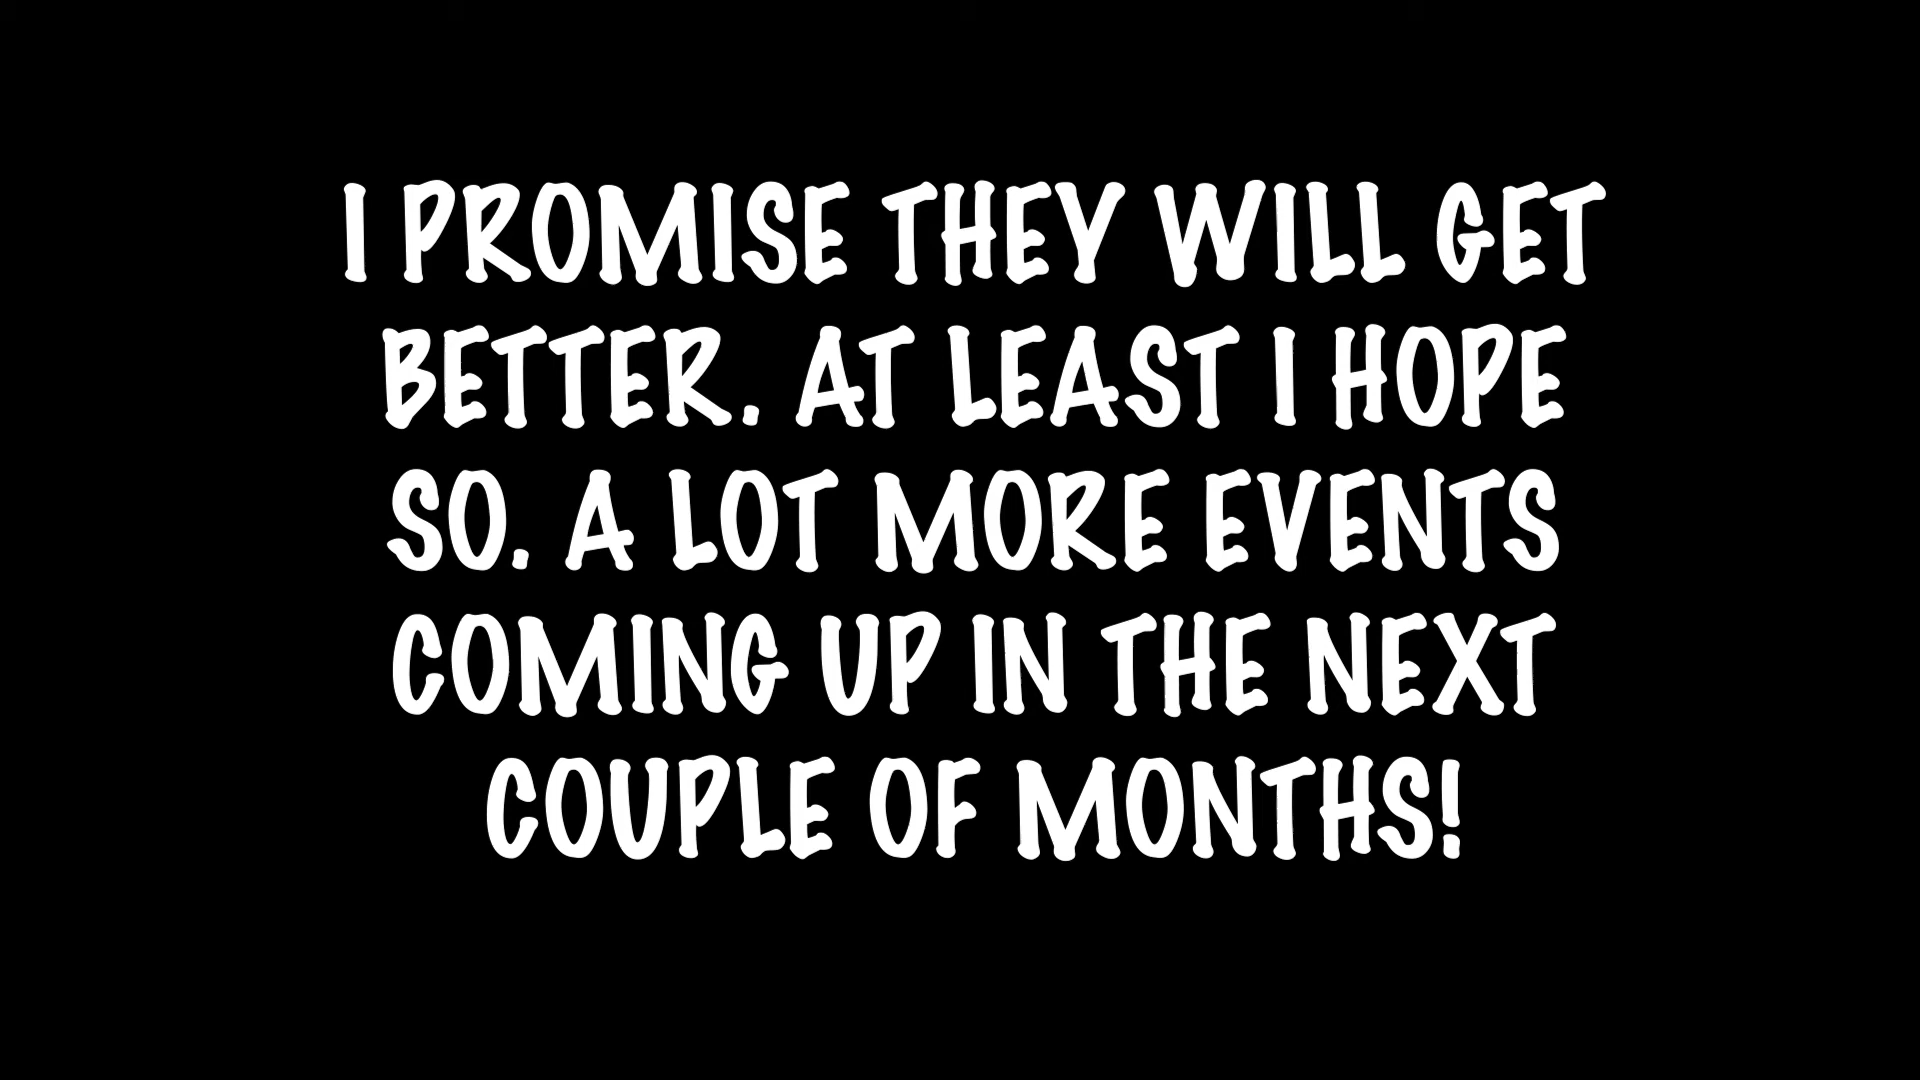 I PROMISE THEY WILL GET
BETTER. AT LEAST I HOPE
SO. A LOT MORE EVENTS
COMING UP IN THE NEXT
COUPLE OF MONTHS!